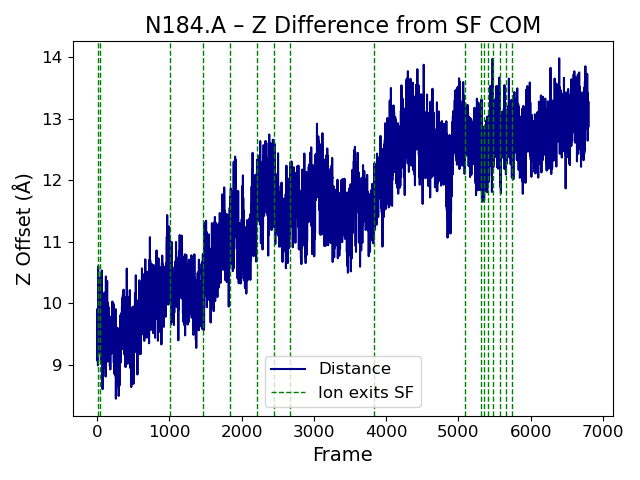 N184.A – Z Difference from SF COM
14
13
12
11
10
9
Z Offset (Å)
Distance
Ion exits SF
0 1000 2000 3000 4000 5000 6000 7000
Frame